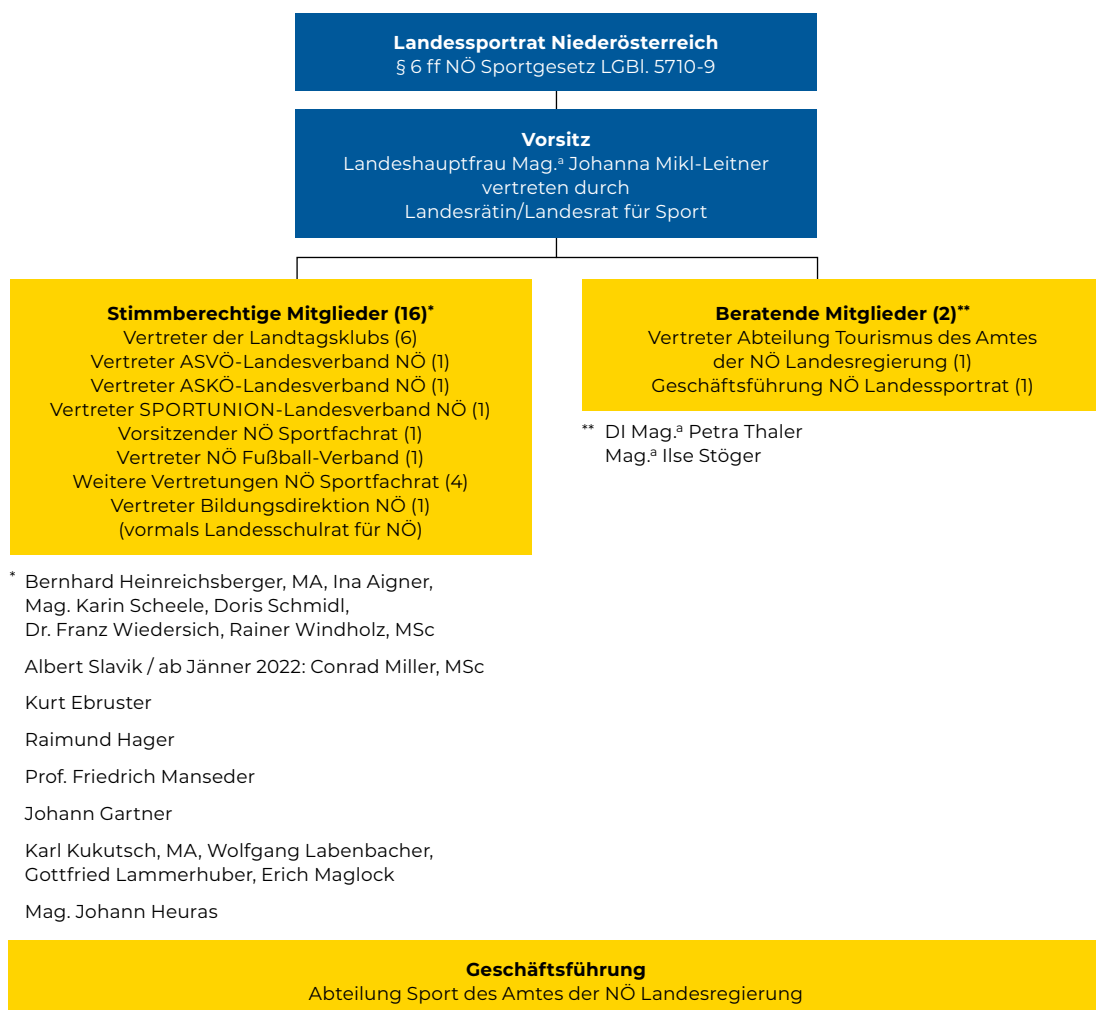 Landessportrat Niederösterreich
§ 6 ff NÖ Sportgesetz LGBl. 5710-9
Vorsitz
Landeshauptfrau Mag.ª Johanna Mikl-Leitner
vertreten durch
Landesrätin/Landesrat für Sport
Stimmberechtige Mitglieder (16)*
Vertreter der Landtagsklubs (6)
Vertreter ASVÖ-Landesverband NÖ (1)
Vertreter ASKÖ-Landesverband NÖ (1)
Vertreter SPORTUNION-Landesverband NÖ (1)
Vorsitzender NÖ Sportfachrat (1)
Vertreter NÖ Fußball-Verband (1)
Weitere Vertretungen NÖ Sportfachrat (4)
Vertreter Bildungsdirektion NÖ (1)
(vormals Landesschulrat für NÖ)
Beratende Mitglieder (2)**
Vertreter Abteilung Tourismus des Amtes
der NÖ Landesregierung (1)
Geschäftsführung NÖ Landessportrat (1)
** DI Mag.ª Petra Thaler
Mag.ª Ilse Stöger
* Bernhard Heinreichsberger, MA, Ina Aigner,
Mag. Karin Scheele, Doris Schmidl,
Dr. Franz Wiedersich, Rainer Windholz, MSc
Albert Slavik / ab Jänner 2022: Conrad Miller, MSc
Kurt Ebruster
Raimund Hager
Prof. Friedrich Manseder
Johann Gartner
Karl Kukutsch, MA, Wolfgang Labenbacher,
Gottfried Lammerhuber, Erich Maglock
Mag. Johann Heuras
Geschäftsführung
Abteilung Sport des Amtes der NÖ Landesregierung